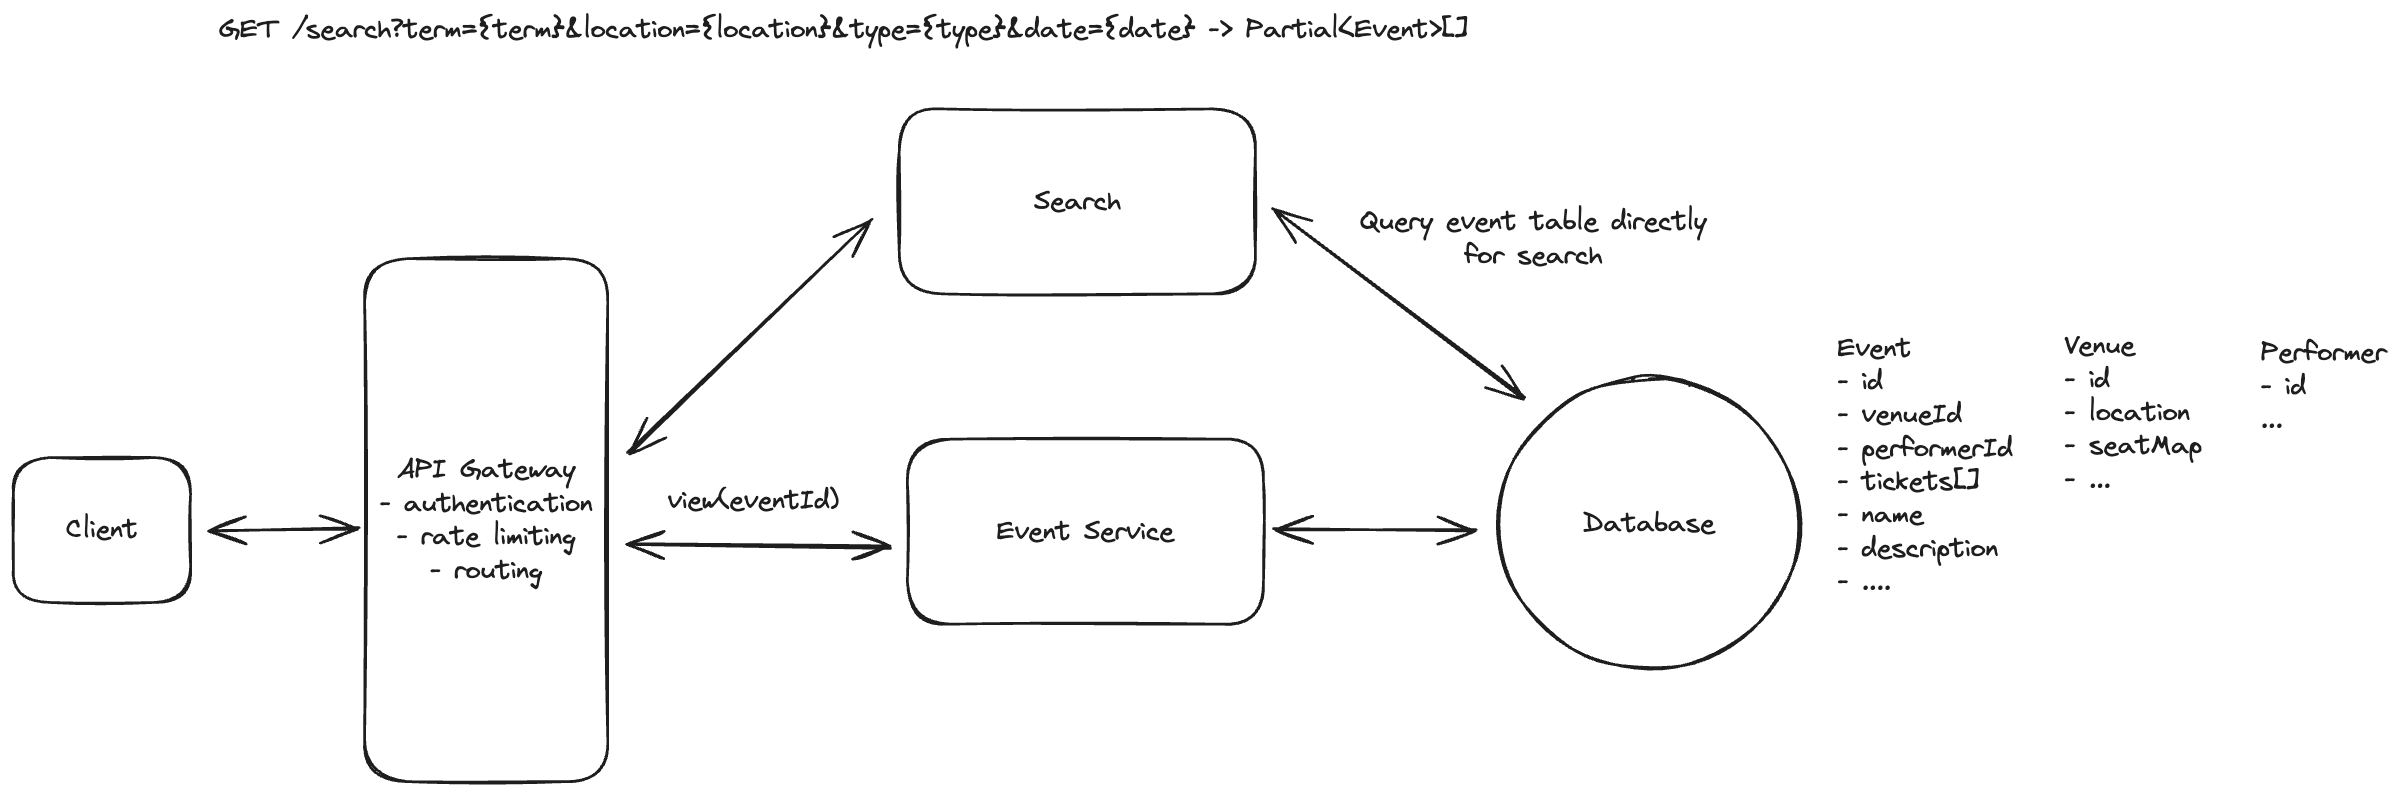 GET /search?term={term}&location={location}&type={type}&date={date} -> Partial<Event>[]
Search
Query event table directly
for search
Client
API Gateway
- authentication
- rate limiting
- routing
view(eventId)
Event Service
Database
Event
- id
- venueId
- performerId
- tickets[]
- name
- description
- ....
Venue
- id
- location
- seatMap
- ...
Performer
- id
...